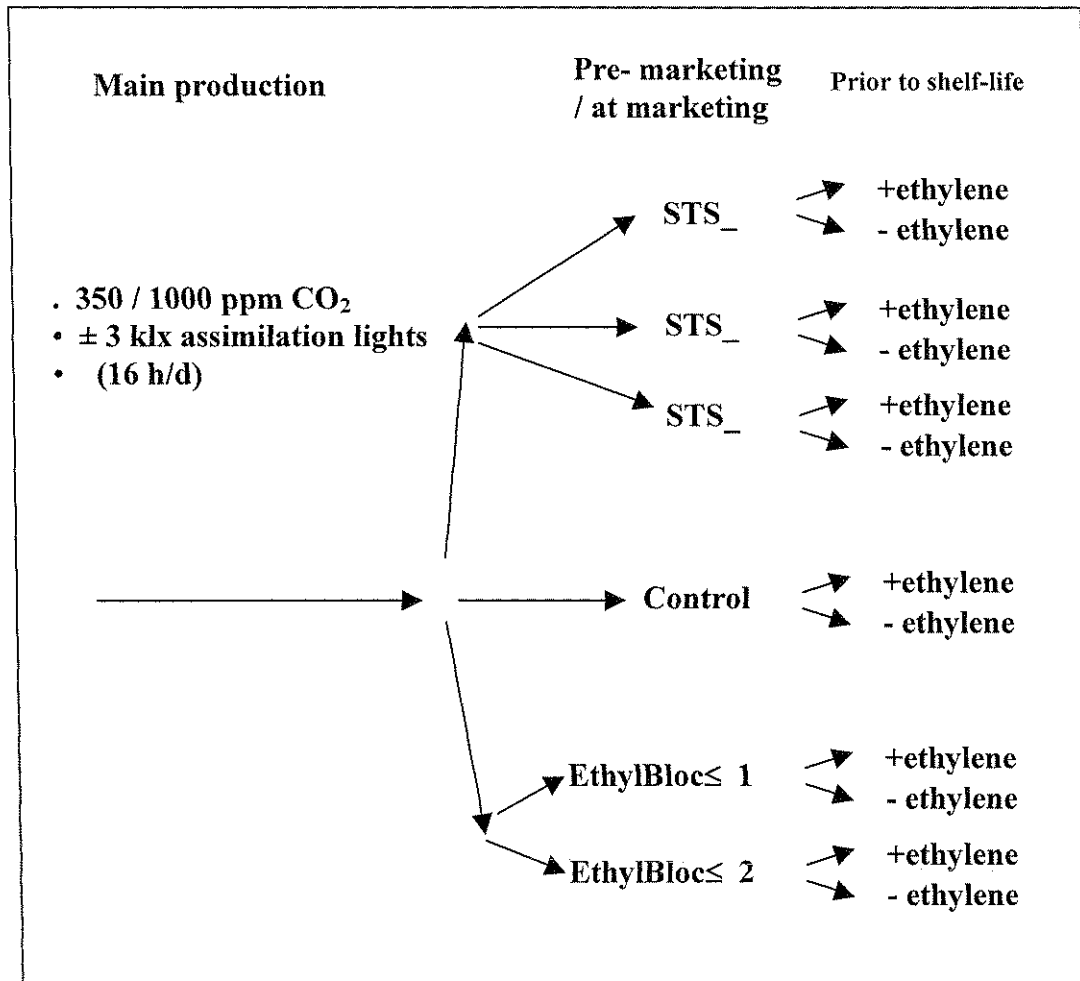 Main production
Pre- marketing
/ at marketing
Prior to shelf-life
. 350 / 1000 ppm CO₂
• ± 3 klx assimilation lights
• (16 h/d)
STS_
+ethylene
- ethylene
STS_
+ethylene
- ethylene
STS_
+ethylene
- ethylene
Control
+ethylene
- ethylene
EthylBloc≤ 1
+ethylene
- ethylene
EthylBloc≤ 2
+ethylene
- ethylene